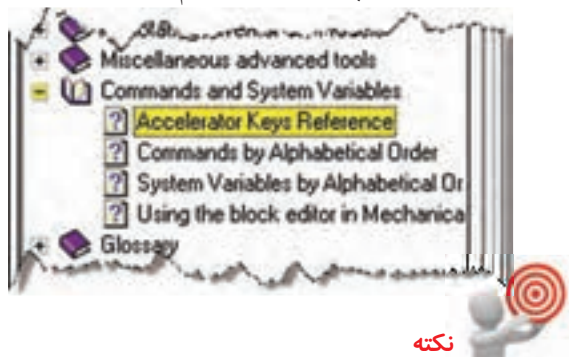 Miscellaneous advanced tools
Commands and System Variables
Accelerator Keys Reference
Commands by Alphabetical Order
System Variables by Alphabetical Or
Using the block editor in Mechanica
Glossary
نکته